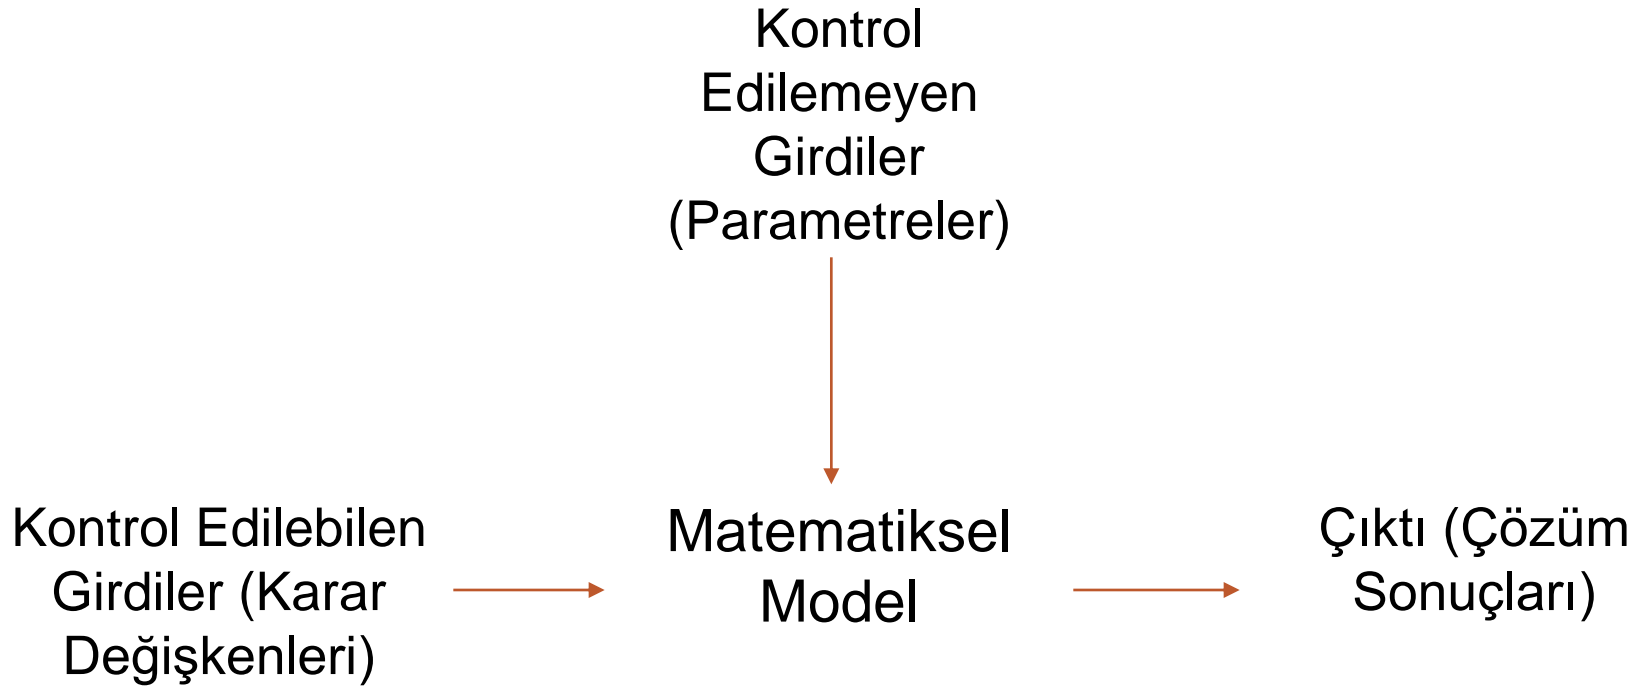 Kontrol
Edilemeyen
Girdiler
(Parametreler)
Kontrol Edilebilen
Girdiler (Karar
Değişkenleri)
Matematiksel
Model
Çıktı (Çözüm
Sonuçları)